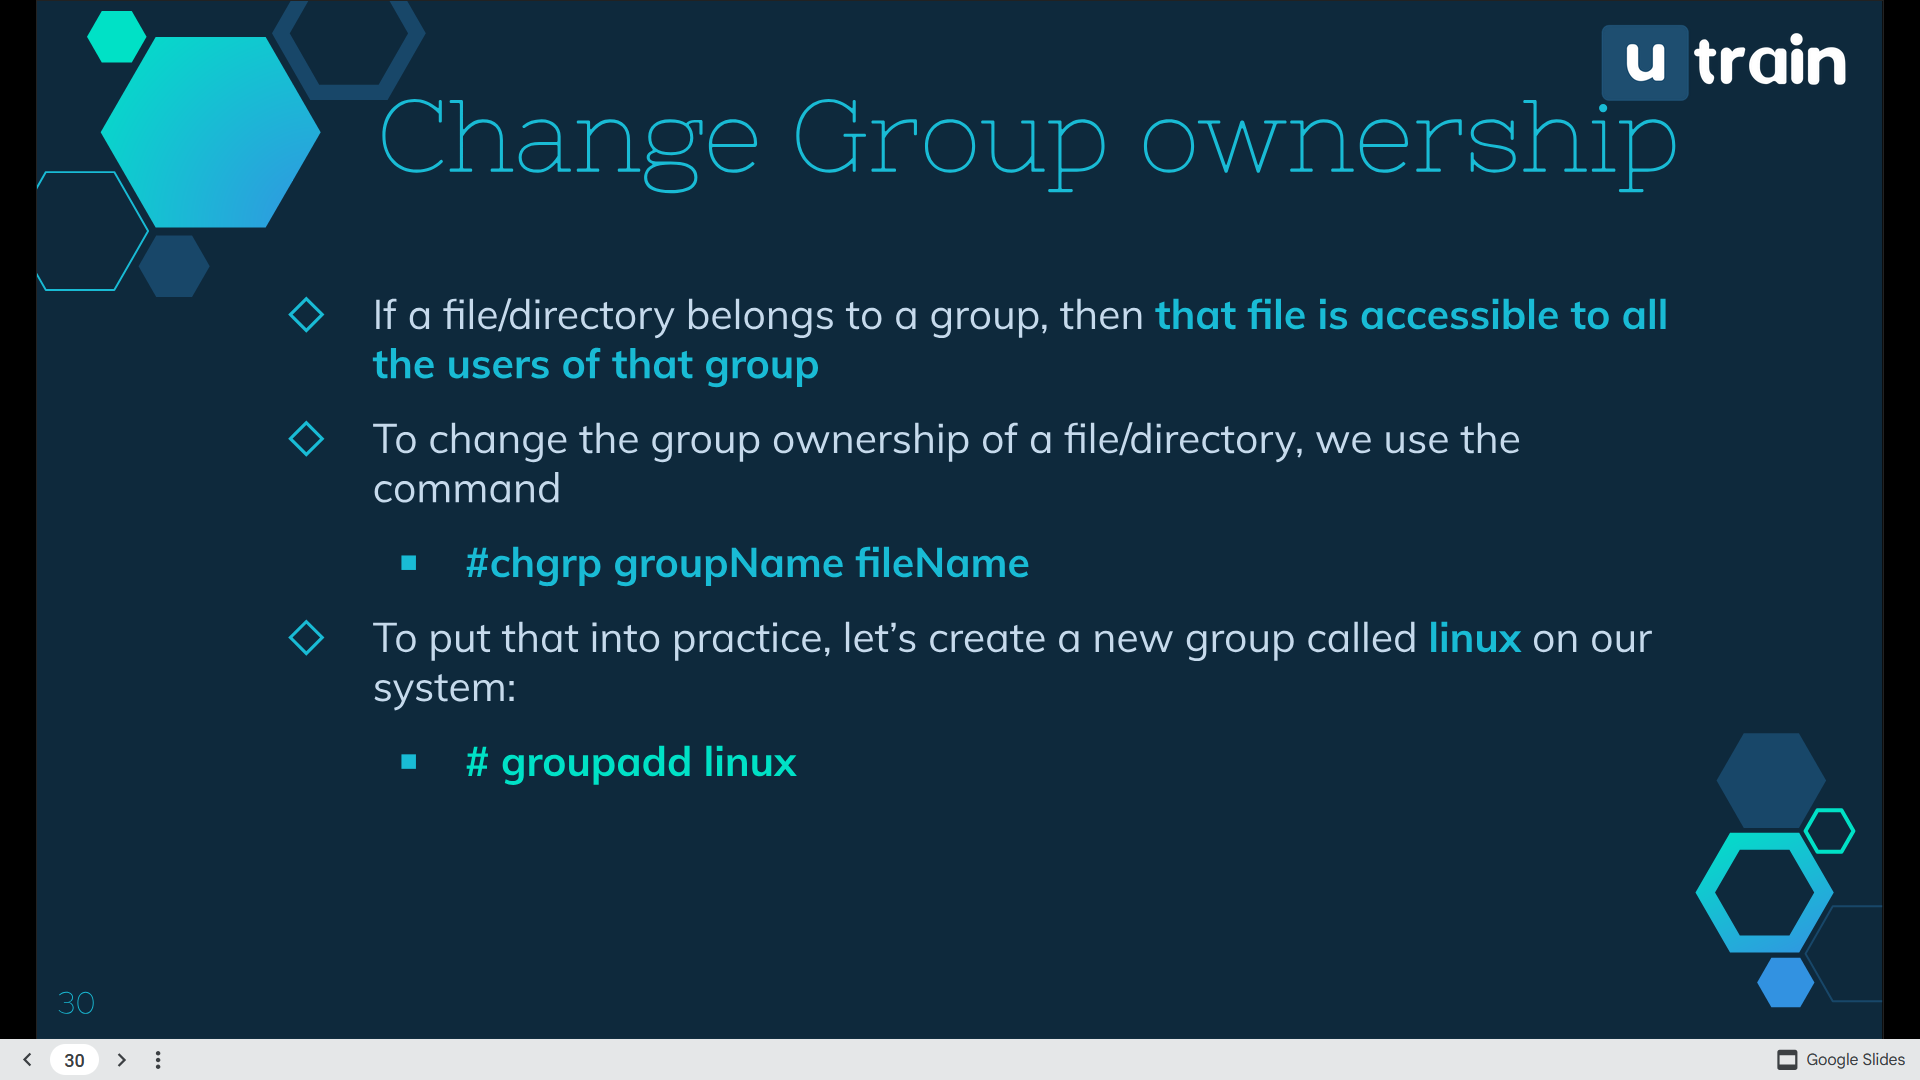 u train
Change Group ownership
If a file/directory belongs to a group, then that file is accessible to all
the users of that group
To change the group ownership of a file/directory, we use the
command
#chgrp groupName fileName
To put that into practice, let’s create a new group called linux on our
system:
# groupadd linux
30
30
Google Slides